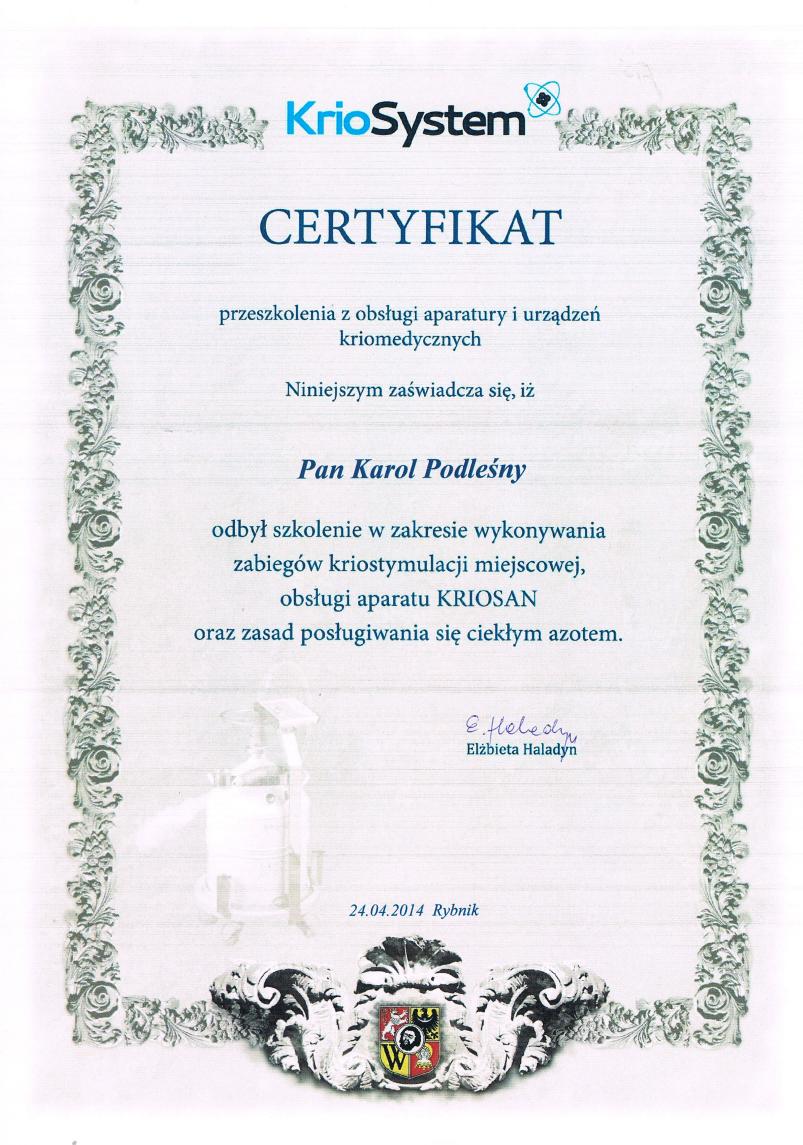 KrioSystem
CERTYFIKAT
przeszkolenia z obsługi aparatury i urządzeń
kriomedycznych
Niniejszym zaświadcza się, iż
Pan Karol Podleśny
odbył szkolenie w zakresie wykonywania
zabiegów kriostymulacji miejscowej,
obsługi aparatu KRIOSAN
oraz zasad posługiwania się ciekłym azotem.
E. Haladyn
Elżbieta Haladyn
24.04.2014 Rybnik
W